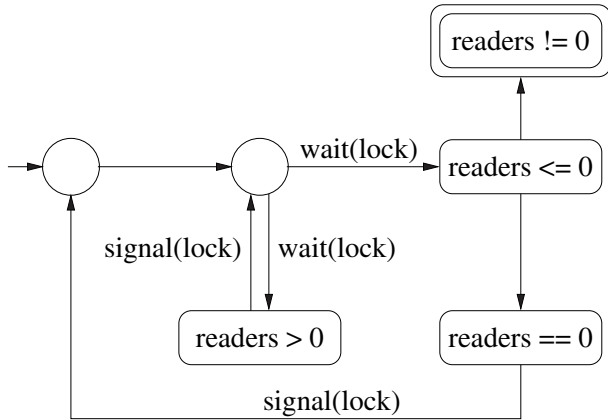 readers != 0
wait(lock)
readers <= 0
signal(lock)
wait(lock)
readers > 0
readers == 0
signal(lock)